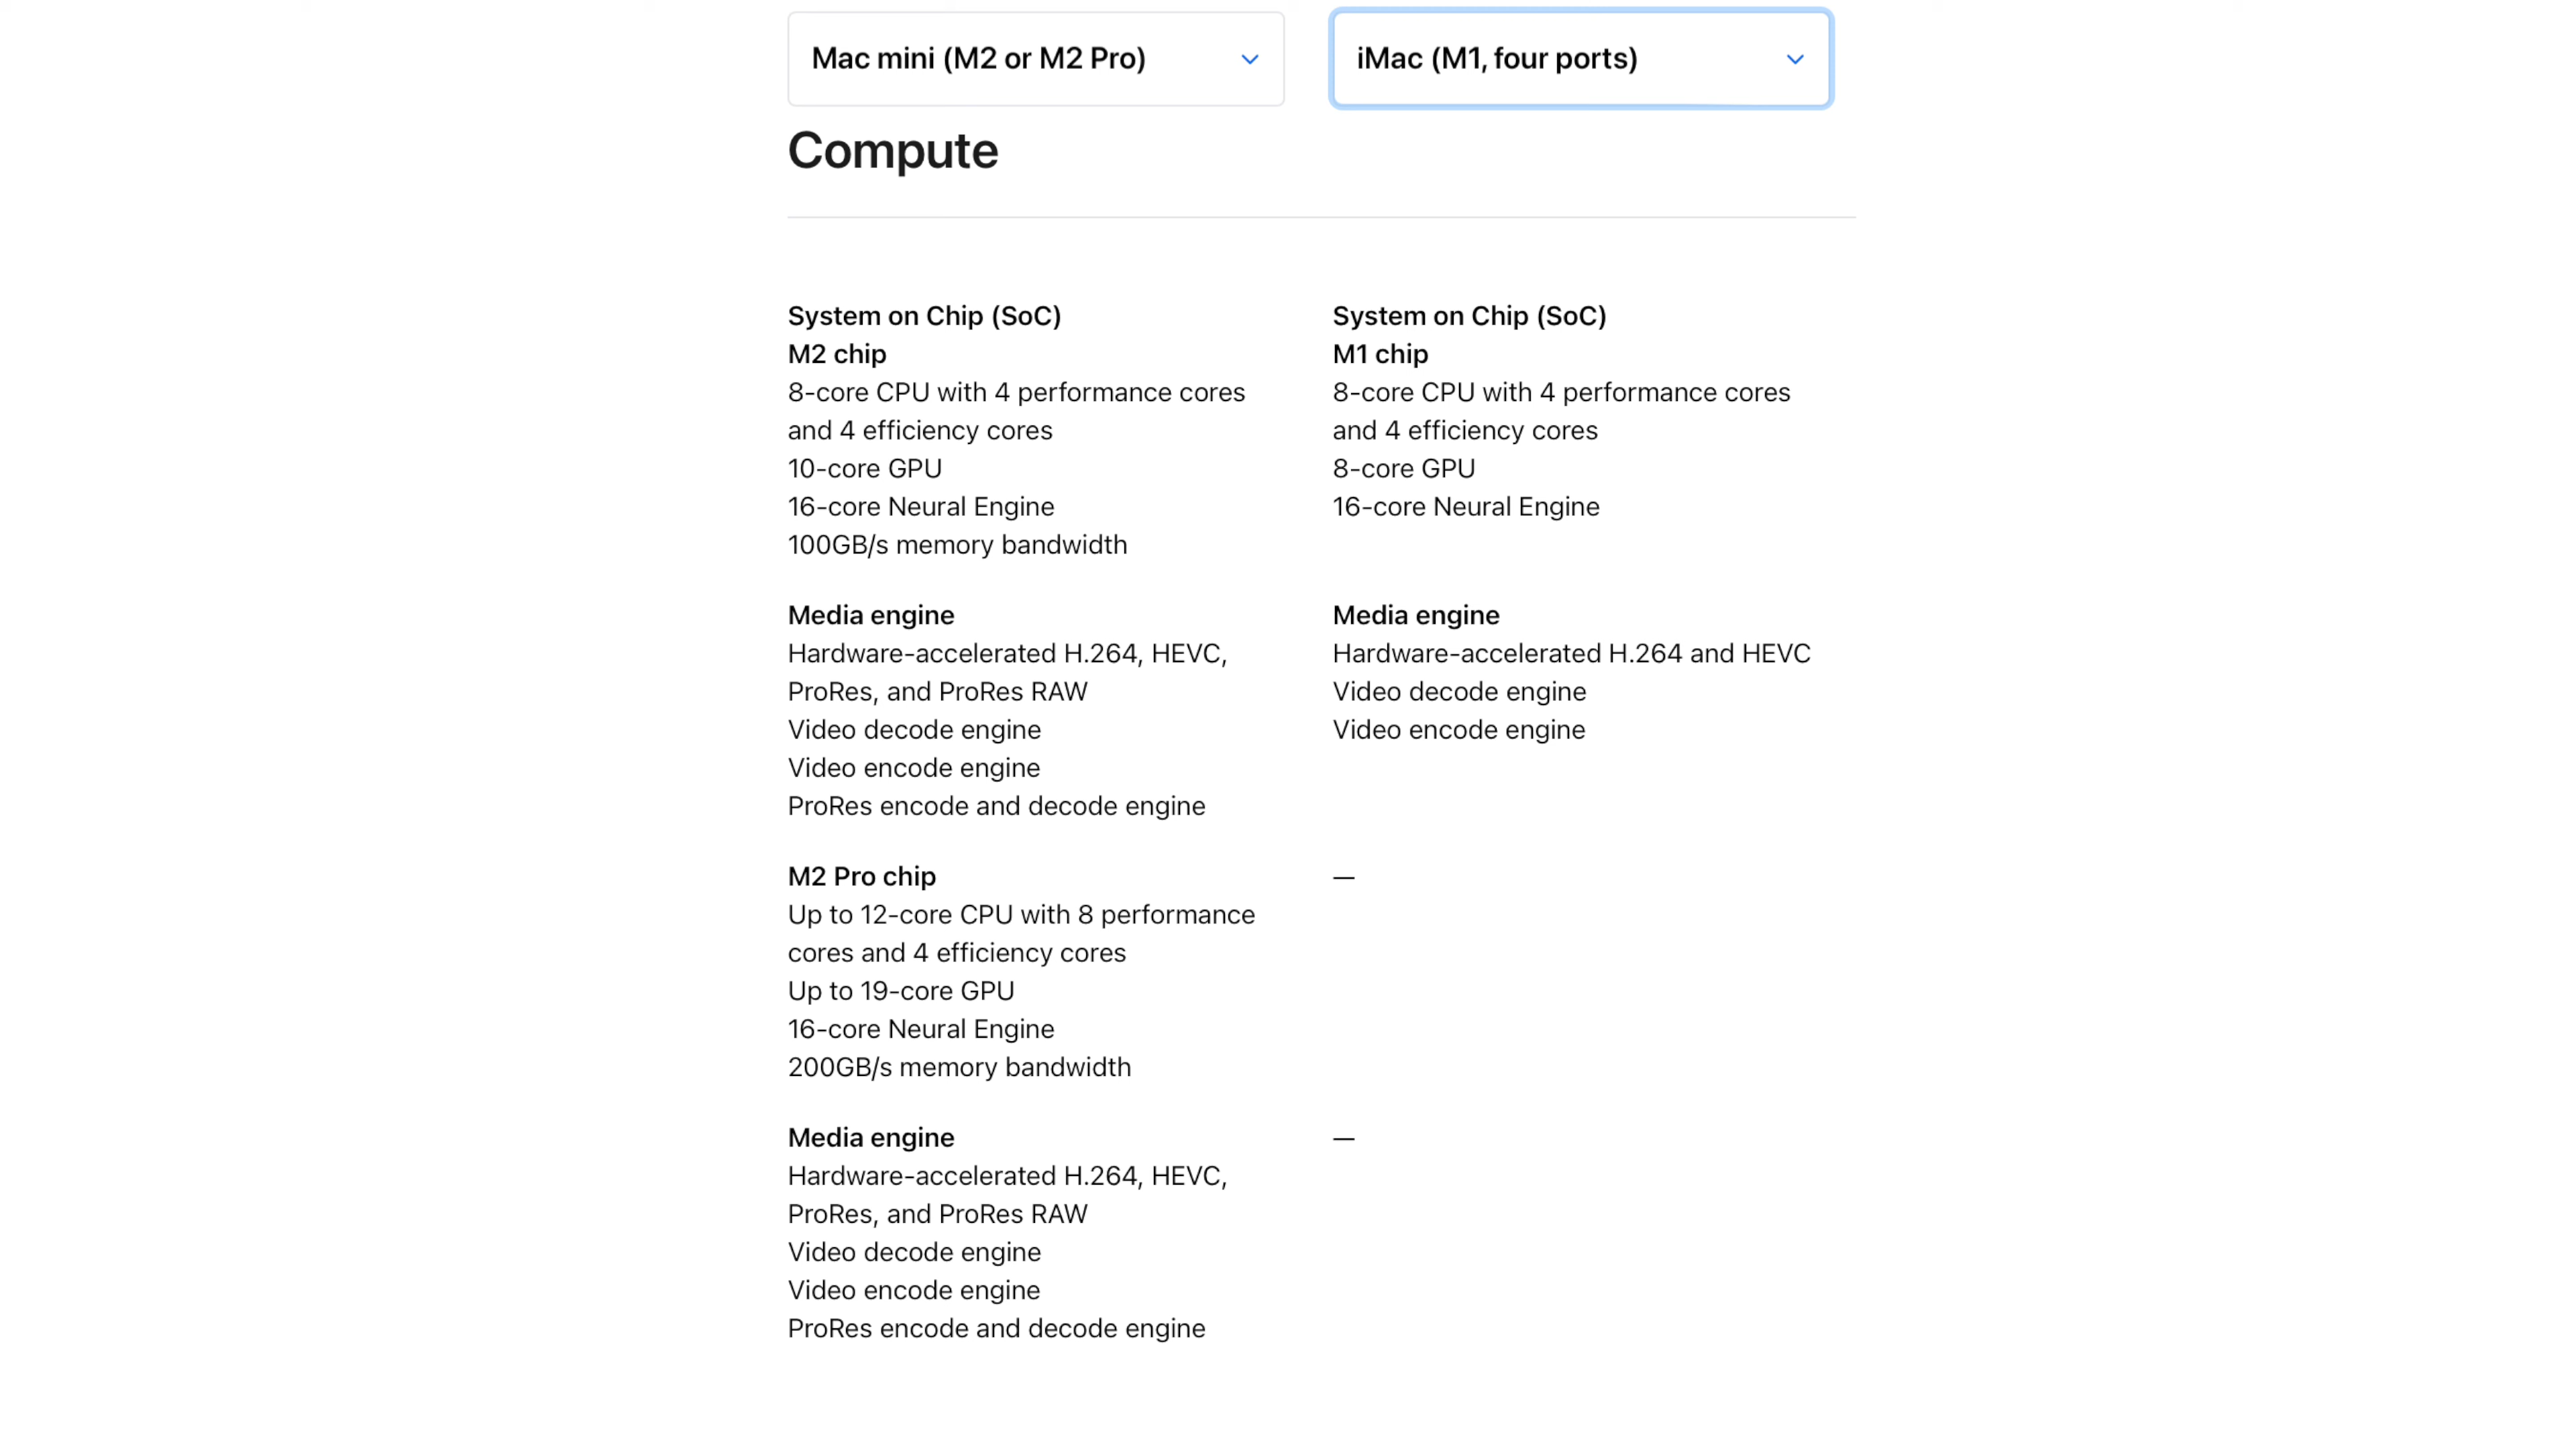 Mac mini (M2 or M2 Pro)
iMac (M1, four ports)
Compute
System on Chip (SoC)
M2 chip
8-core CPU with 4 performance cores
and 4 efficiency cores
10-core GPU
16-core Neural Engine
100GB/s memory bandwidth
Media engine
Hardware-accelerated H.264, HEVC,
ProRes, and ProRes RAW
Video decode engine
Video encode engine
ProRes encode and decode engine
M2 Pro chip
Up to 12-core CPU with 8 performance
cores and 4 efficiency cores
Up to 19-core GPU
16-core Neural Engine
200GB/s memory bandwidth
Media engine
Hardware-accelerated H.264, HEVC,
ProRes, and ProRes RAW
Video decode engine
Video encode engine
ProRes encode and decode engine
System on Chip (SoC)
M1 chip
8-core CPU with 4 performance cores
and 4 efficiency cores
8-core GPU
16-core Neural Engine
Media engine
Hardware-accelerated H.264 and HEVC
Video decode engine
Video encode engine
—
—